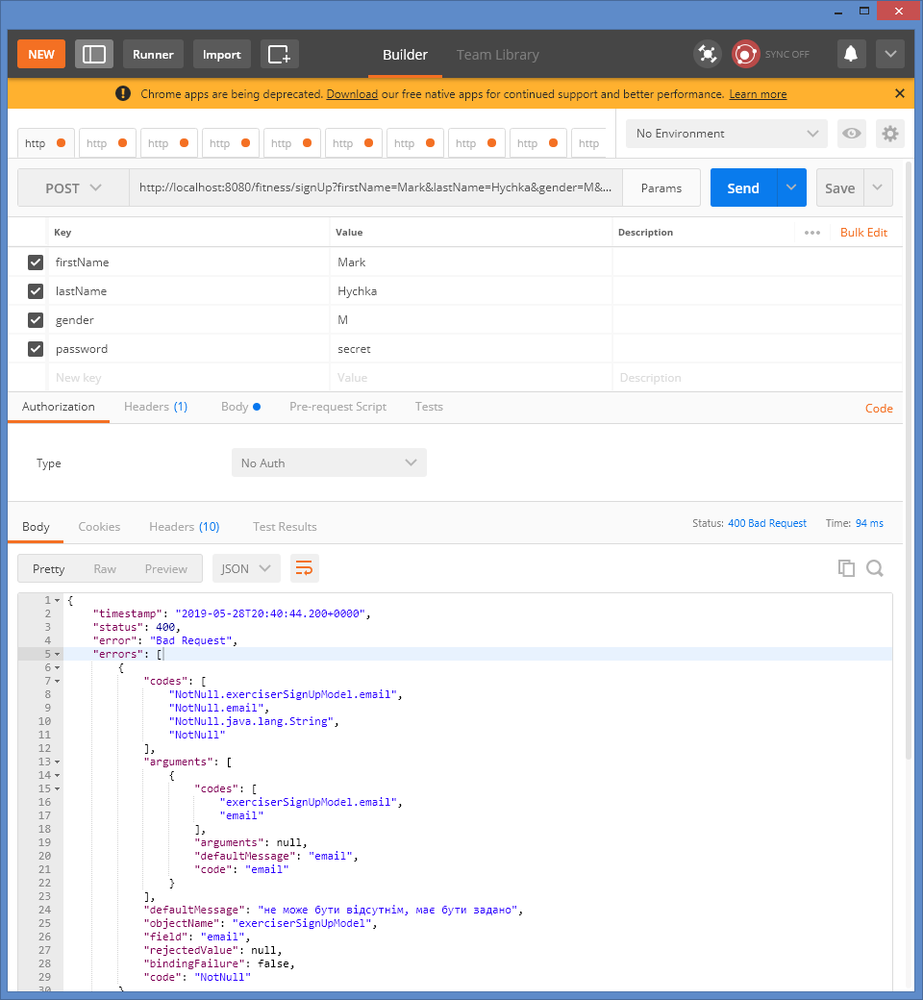 NEW Runner Import Builder Team Library SYNC OFF
Chrome apps are being deprecated. Download our free native apps for continued support and better performance. Learn more
http http http http http http http http http http No Environment
POST http://localhost:8080/fitness/signUp?firstName=Mark&lastName=Hychka&gender=M&... Params Send Save
Key Value Description Bulk Edit
firstName Mark
lastName Hychka
gender M
password secret
New key Value Description
Authorization Headers (1) Body Pre-request Script Tests Code
Type No Auth
Body Cookies Headers (10) Test Results Status: 400 Bad Request Time: 94 ms
Pretty Raw Preview JSON
1 {
2 "timestamp": "2019-05-28T20:40:44.200+0000",
3 "status": 400,
4 "error": "Bad Request",
5 "errors": [
6 {
7 "codes": [
8 "NotNull.exerciserSignUpModel.email",
9 "NotNull.email",
10 "NotNull.java.lang.String",
11 "NotNull"
12 ],
13 "arguments": [
14 {
15 "codes": [
16 "exerciserSignUpModel.email",
17 "email"
18 ],
19 "arguments": null,
20 "defaultMessage": "email",
21 "code": "email"
22 }
23 ],
24 "defaultMessage": "не може бути відсутнім, має бути задано",
25 "objectName": "exerciserSignUpModel",
26 "field": "email",
27 "rejectedValue": null,
28 "bindingFailure": false,
29 "code": "NotNull"
30 }